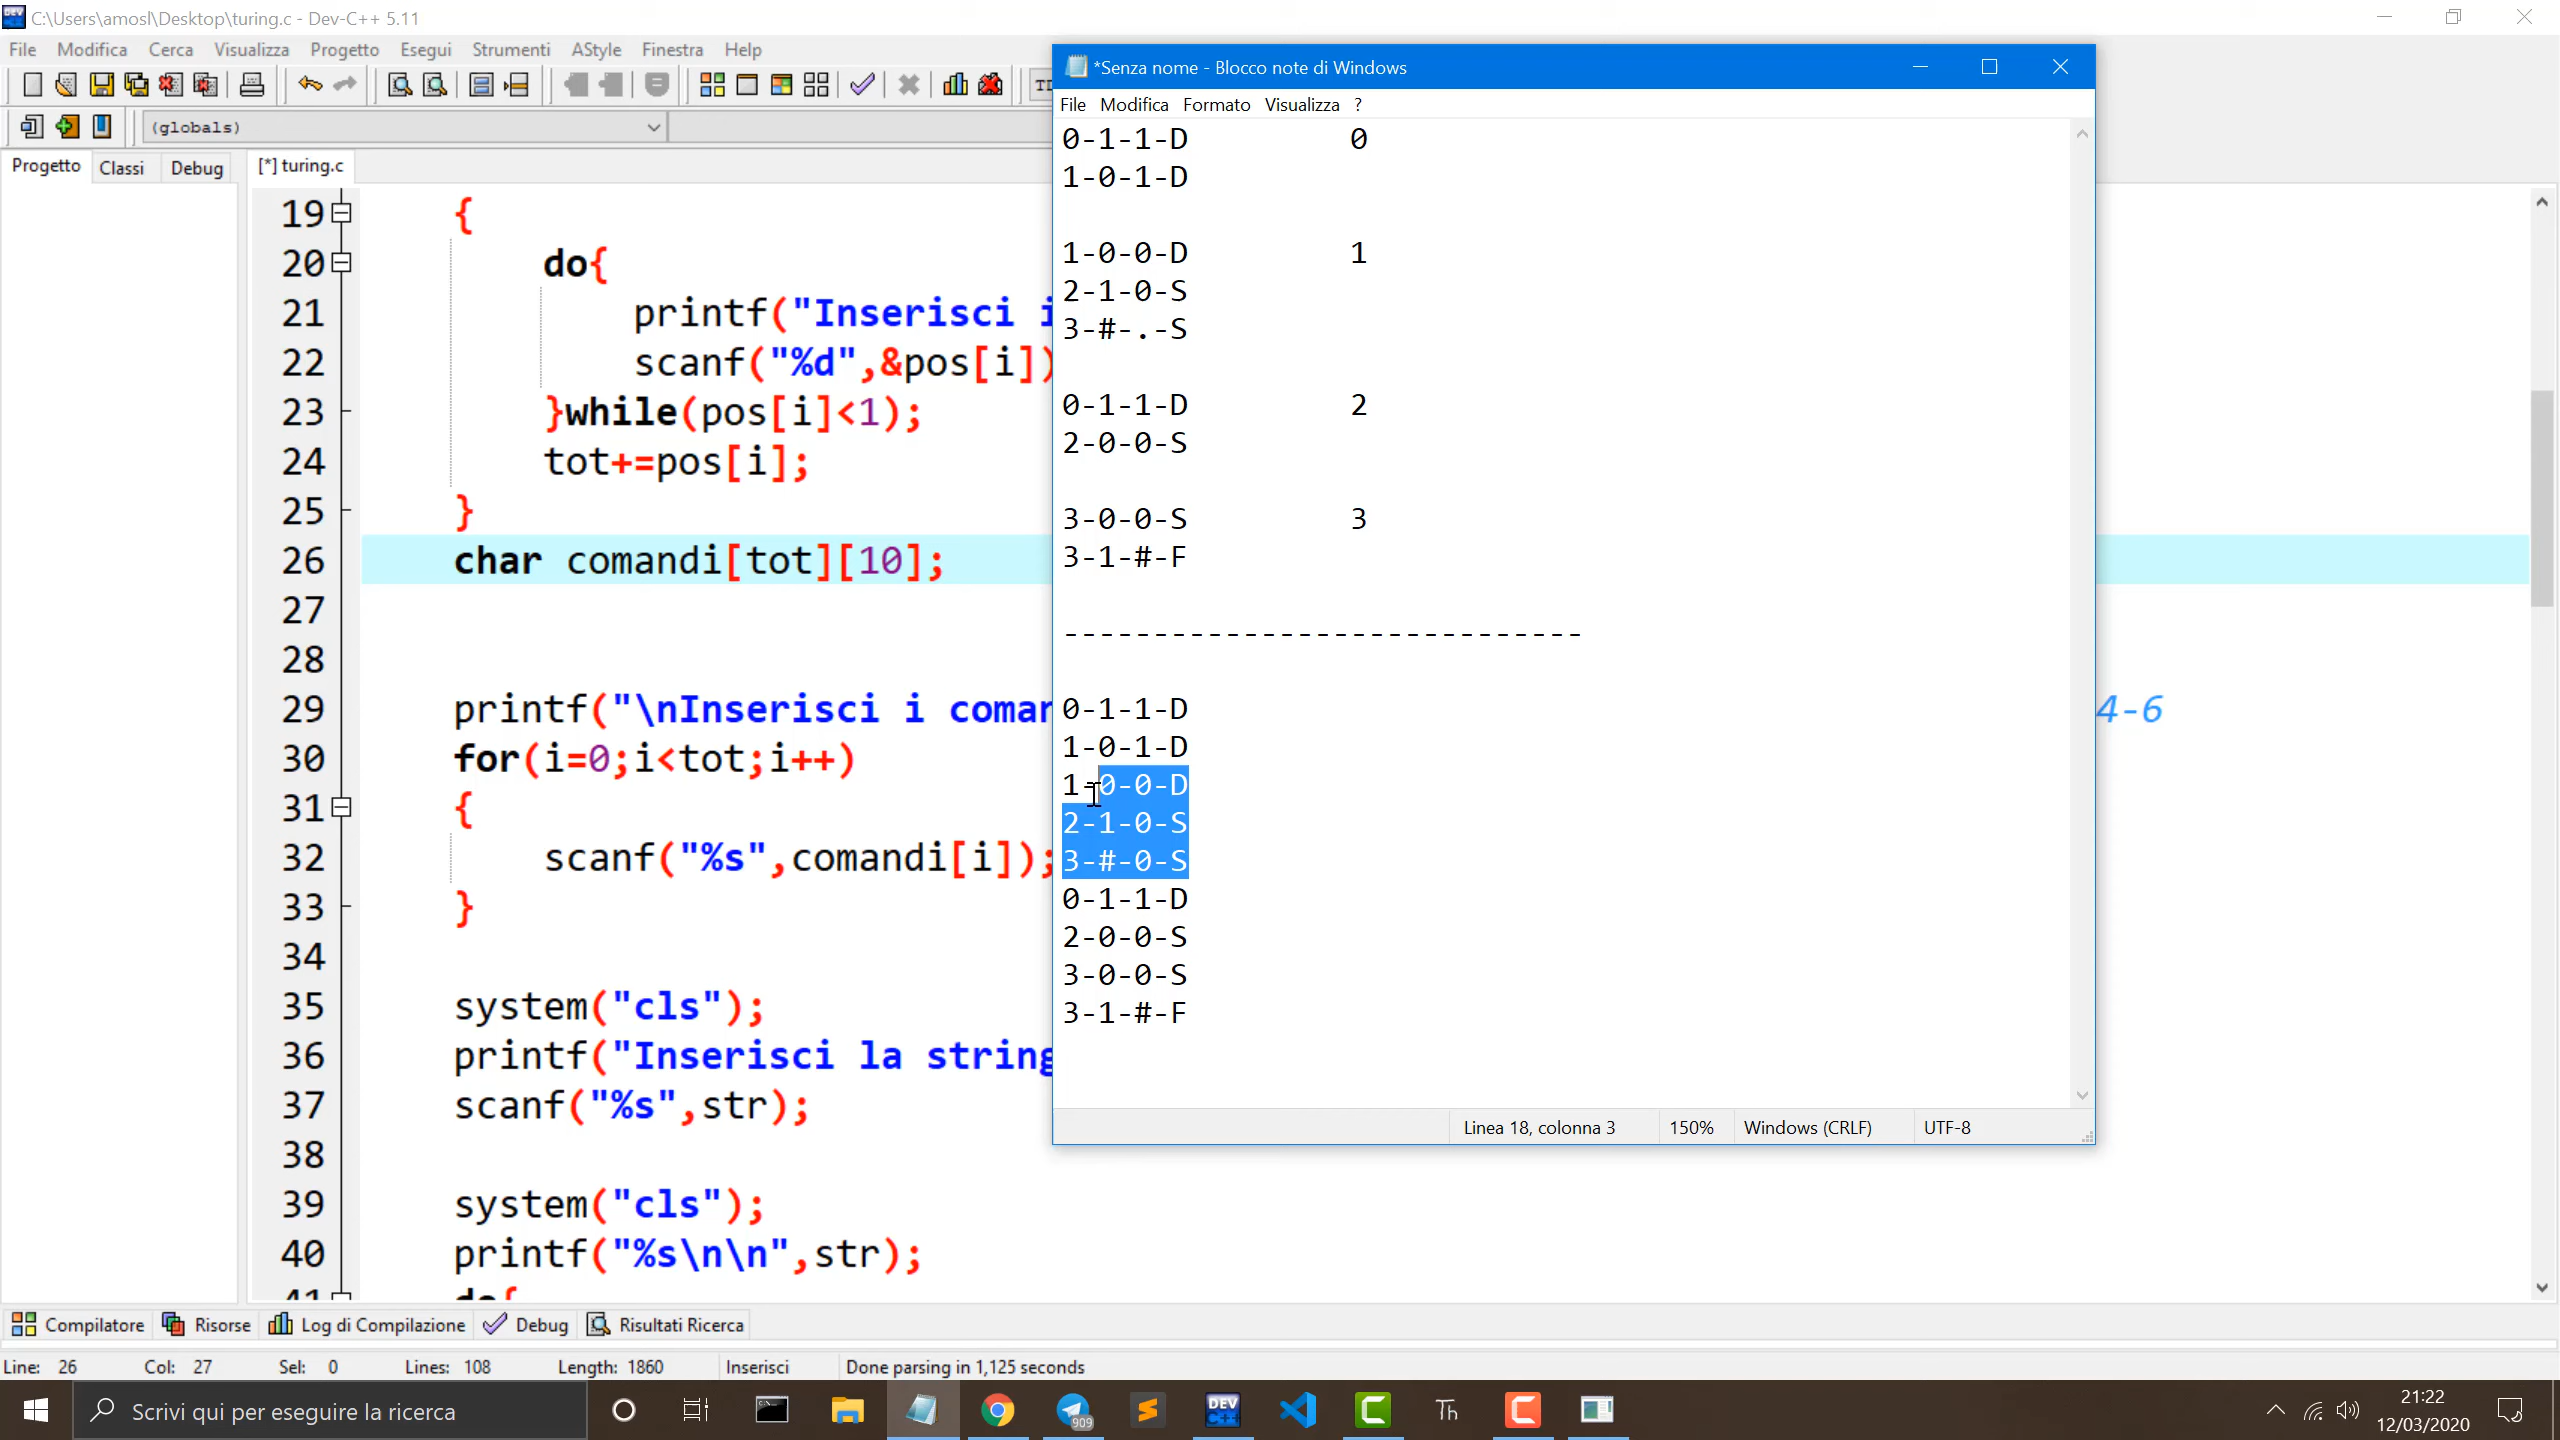 C:\Users\amosl\Desktop\turing.c - Dev-C++ 5.11
File Modifica Cerca Visualizza Progetto Esegui Strumenti AStyle Finestra Help
(globals)
Progetto Classi Debug [*] turing.c
19 {
20 do{
21 printf("Inserisci i
22 scanf("%d",&pos[i])
23 }while(pos[i]<1);
24 tot+=pos[i];
25 }
26 char comandi[tot][10];
27
28
29 printf("\nInserisci i coman
4-6
30 for(i=0;i<tot;i++)
31 {
32 scanf("%s",comandi[i]);
33 }
34
35 system("cls");
36 printf("Inserisci la string
37 scanf("%s",str);
38
39 system("cls");
40 printf("%s\n\n",str);
41 do{
*Senza nome - Blocco note di Windows
File Modifica Formato Visualizza ?
0-1-1-D 0
1-0-1-D
1-0-0-D 1
2-1-0-S
3-#-.-S
0-1-1-D 2
2-0-0-S
3-0-0-S 3
3-1-#-F
-----------------------------
0-1-1-D
1-0-1-D
1-0-0-D
2-1-0-S
3-#-0-S
0-1-1-D
2-0-0-S
3-0-0-S
3-1-#-F
Linea 18, colonna 3 150% Windows (CRLF) UTF-8
Compilatore Risorse Log di Compilazione Debug Risultati Ricerca
Line: 26 Col: 27 Sel: 0 Lines: 108 Length: 1860 Inserisci Done parsing in 1,125 seconds
Scrivi qui per eseguire la ricerca
909
DEV C++
Th
21:22
12/03/2020